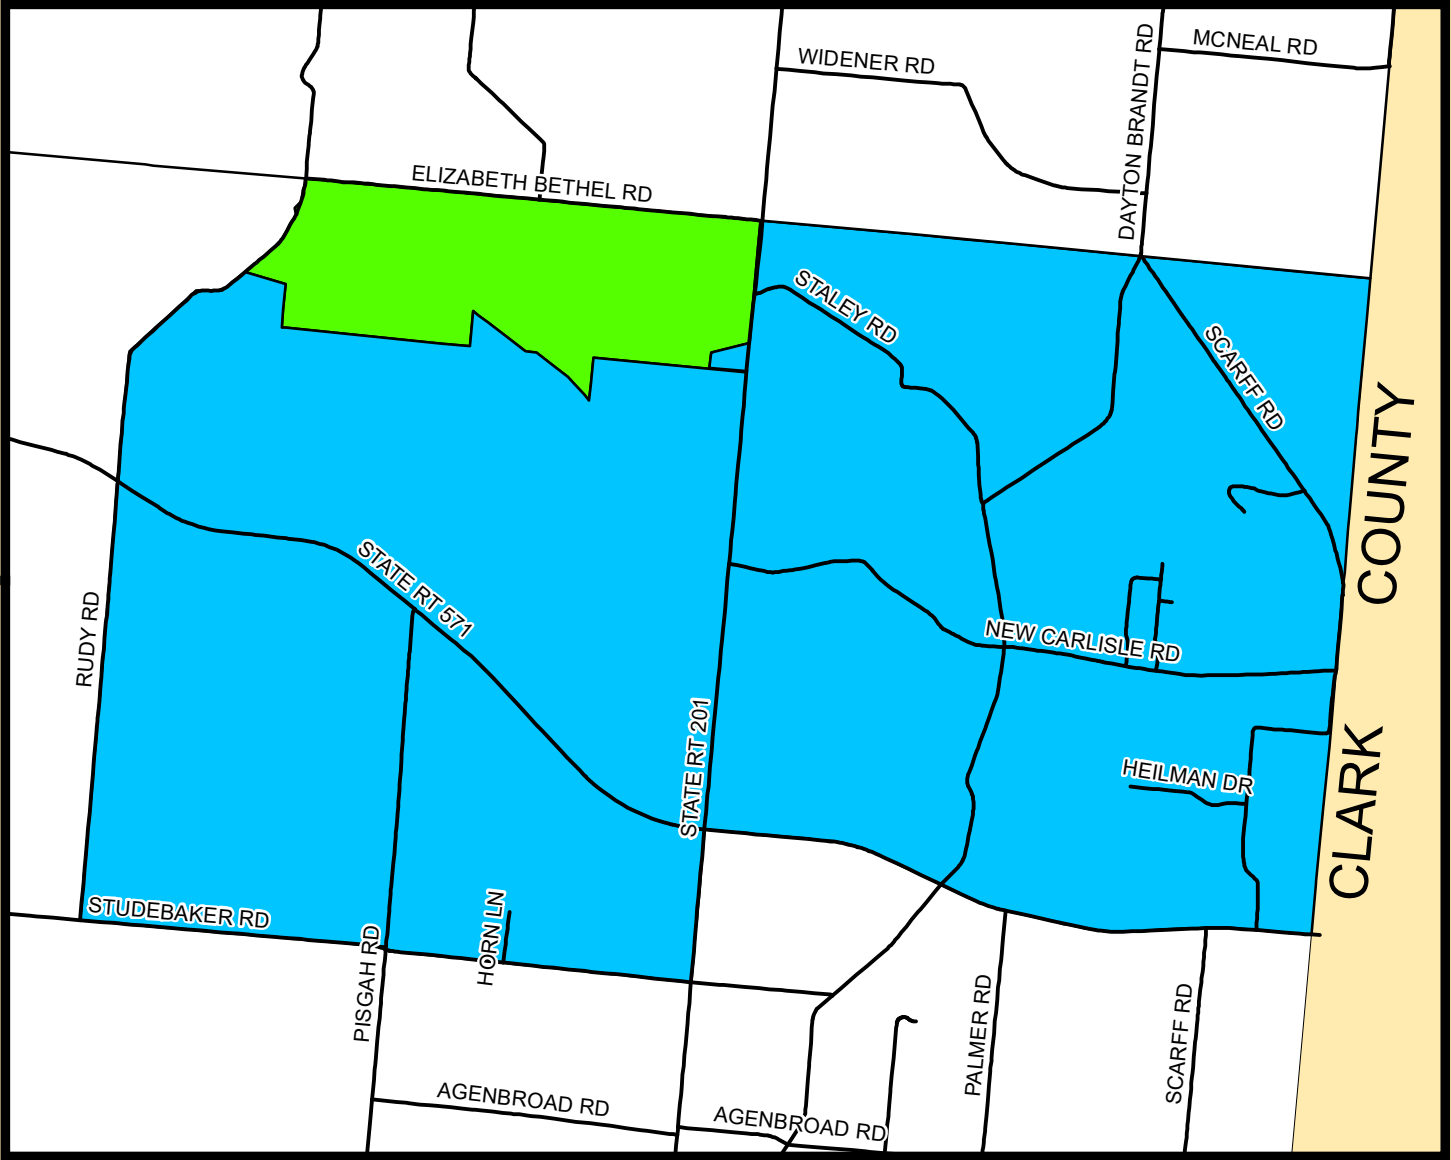 MCNEAL RD
WIDENER RD
DAYTON BRANDT RD
ELIZABETH BETHEL RD
STALEY RD
SCARFF RD
COUNTY
STATE RT 571
RUDY RD
NEW CARLISLE RD
STATE RT 201
HEILMAN DR
CLARK
STUDEBAKER RD
HORN LN
PISGAH RD
PALMER RD
SCARFF RD
AGENBROAD RD
AGENBROAD RD